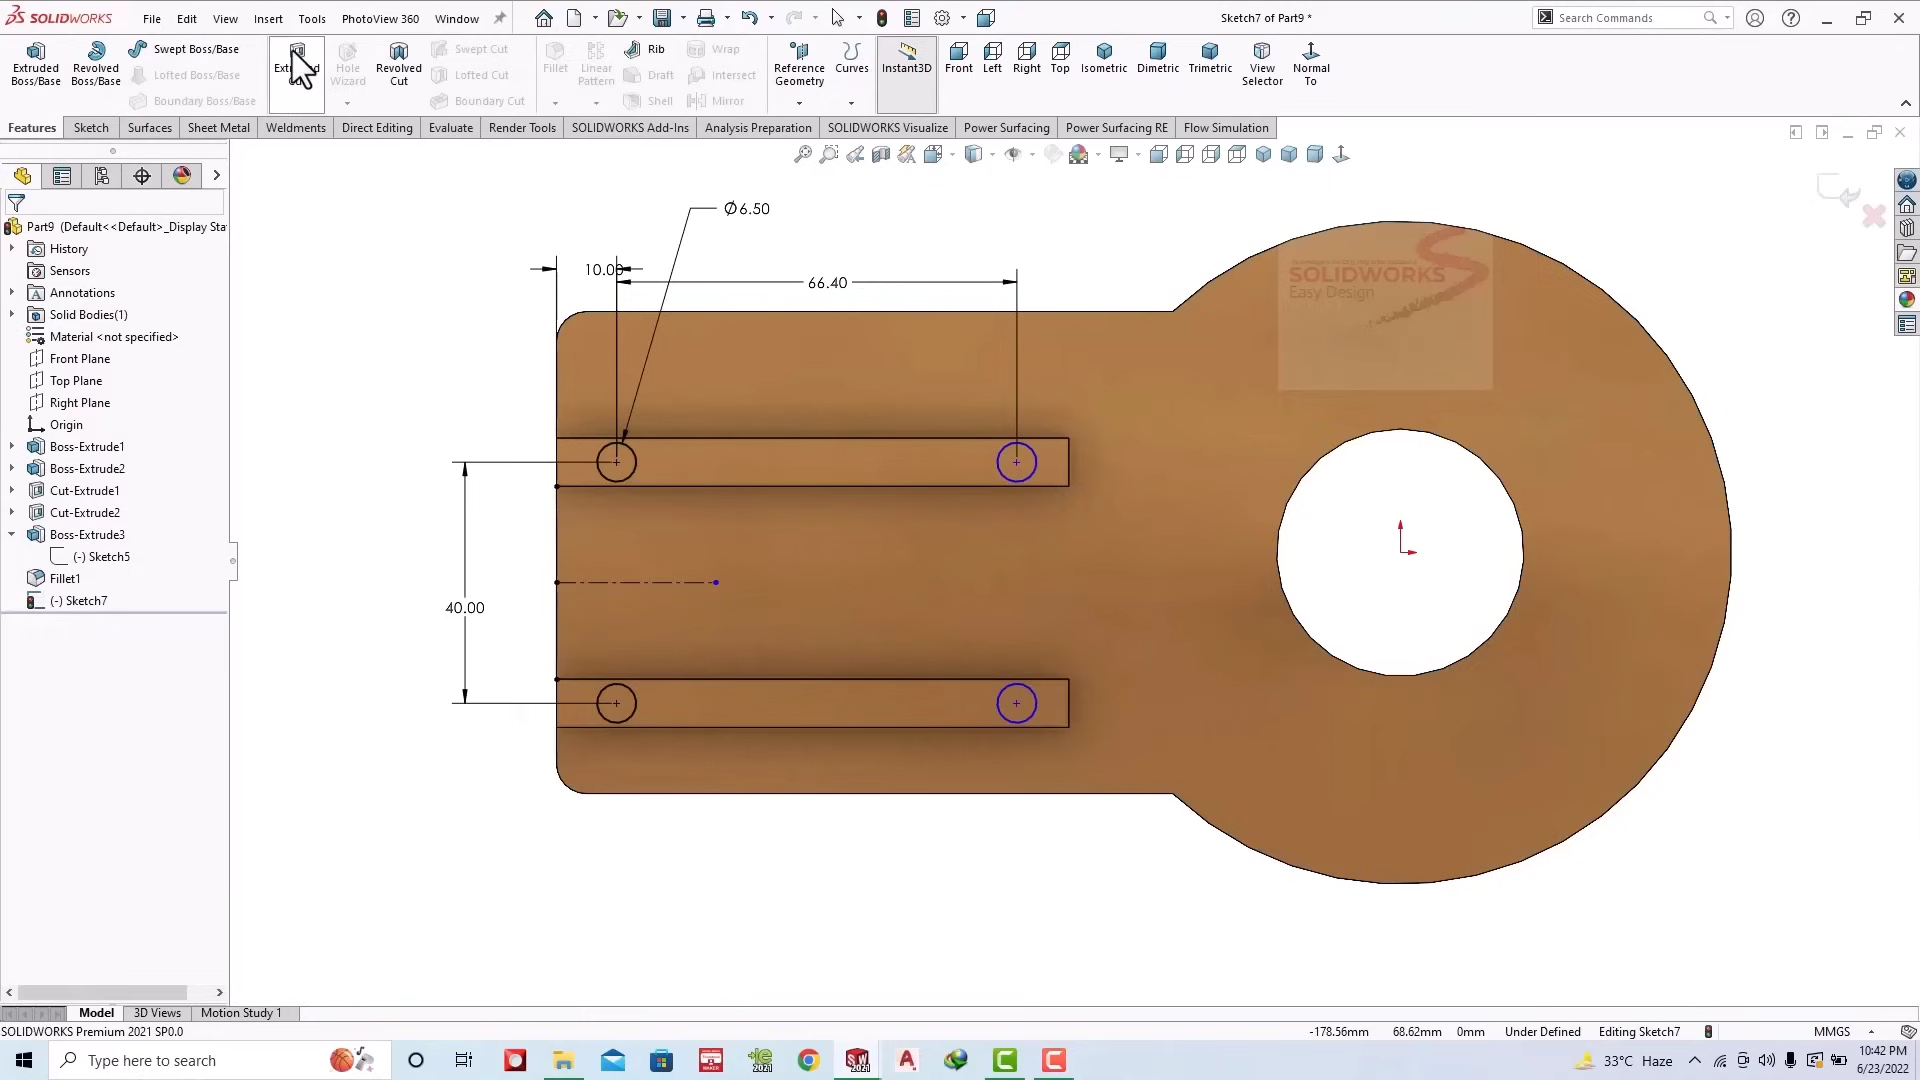 SOLIDWORKS File Edit View Insert Tools PhotoView 360 Window Sketch7 of Part9 * Search Commands
Extruded Boss/Base
Revolved Boss/Base
Swept Boss/Base
Lofted Boss/Base
Boundary Boss/Base
Hole Wizard
Revolved Cut
Swept Cut
Lofted Cut
Boundary Cut
Fillet
Linear Pattern
Rib
Draft
Shell
Wrap
Intersect
Mirror
Reference Geometry
Curves
Instant3D
Front
Left
Right
Top
Isometric
Dimetric
Trimetric
View Selector
Normal To
Features Sketch Surfaces Sheet Metal Weldments Direct Editing Evaluate Render Tools SOLIDWORKS Add-Ins Analysis Preparation SOLIDWORKS Visualize Power Surfacing Power Surfacing RE Flow Simulation
Part9 (Default<<Default>_Display Sta
History
Sensors
Annotations
Solid Bodies(1)
Material <not specified>
Front Plane
Top Plane
Right Plane
Origin
Boss-Extrude1
Boss-Extrude2
Cut-Extrude1
Cut-Extrude2
Boss-Extrude3
(-) Sketch5
Fillet1
(-) Sketch7
Ø6.50
10.00
66.40
40.00
SOLIDWORKS
Easy Design
Model 3D Views Motion Study 1
SOLIDWORKS Premium 2021 SP0.0 -178.56mm 68.62mm 0mm Under Defined Editing Sketch7 MMGS
Type here to search 33°C Haze 10:42 PM
6/23/2022